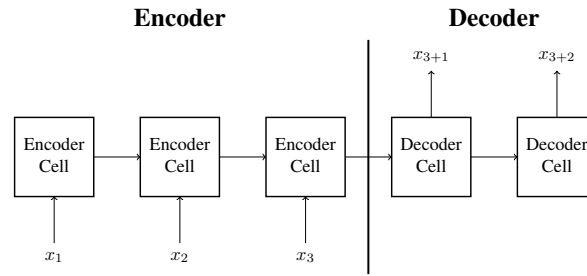 Encoder Decoder
x₃₊₁ x₃₊₂
Encoder Encoder Encoder Decoder Decoder
Cell Cell Cell Cell Cell
x₁ x₂ x₃